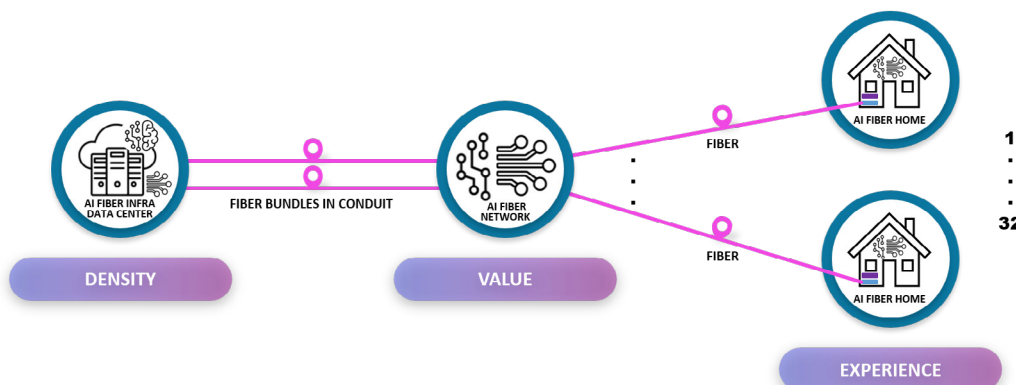 AI FIBER INFRA
DATA CENTER
DENSITY
FIBER BUNDLES IN CONDUIT
AI FIBER
NETWORK
VALUE
FIBER
FIBER
AI FIBER HOME
AI FIBER HOME
1
.
.
.
32
EXPERIENCE